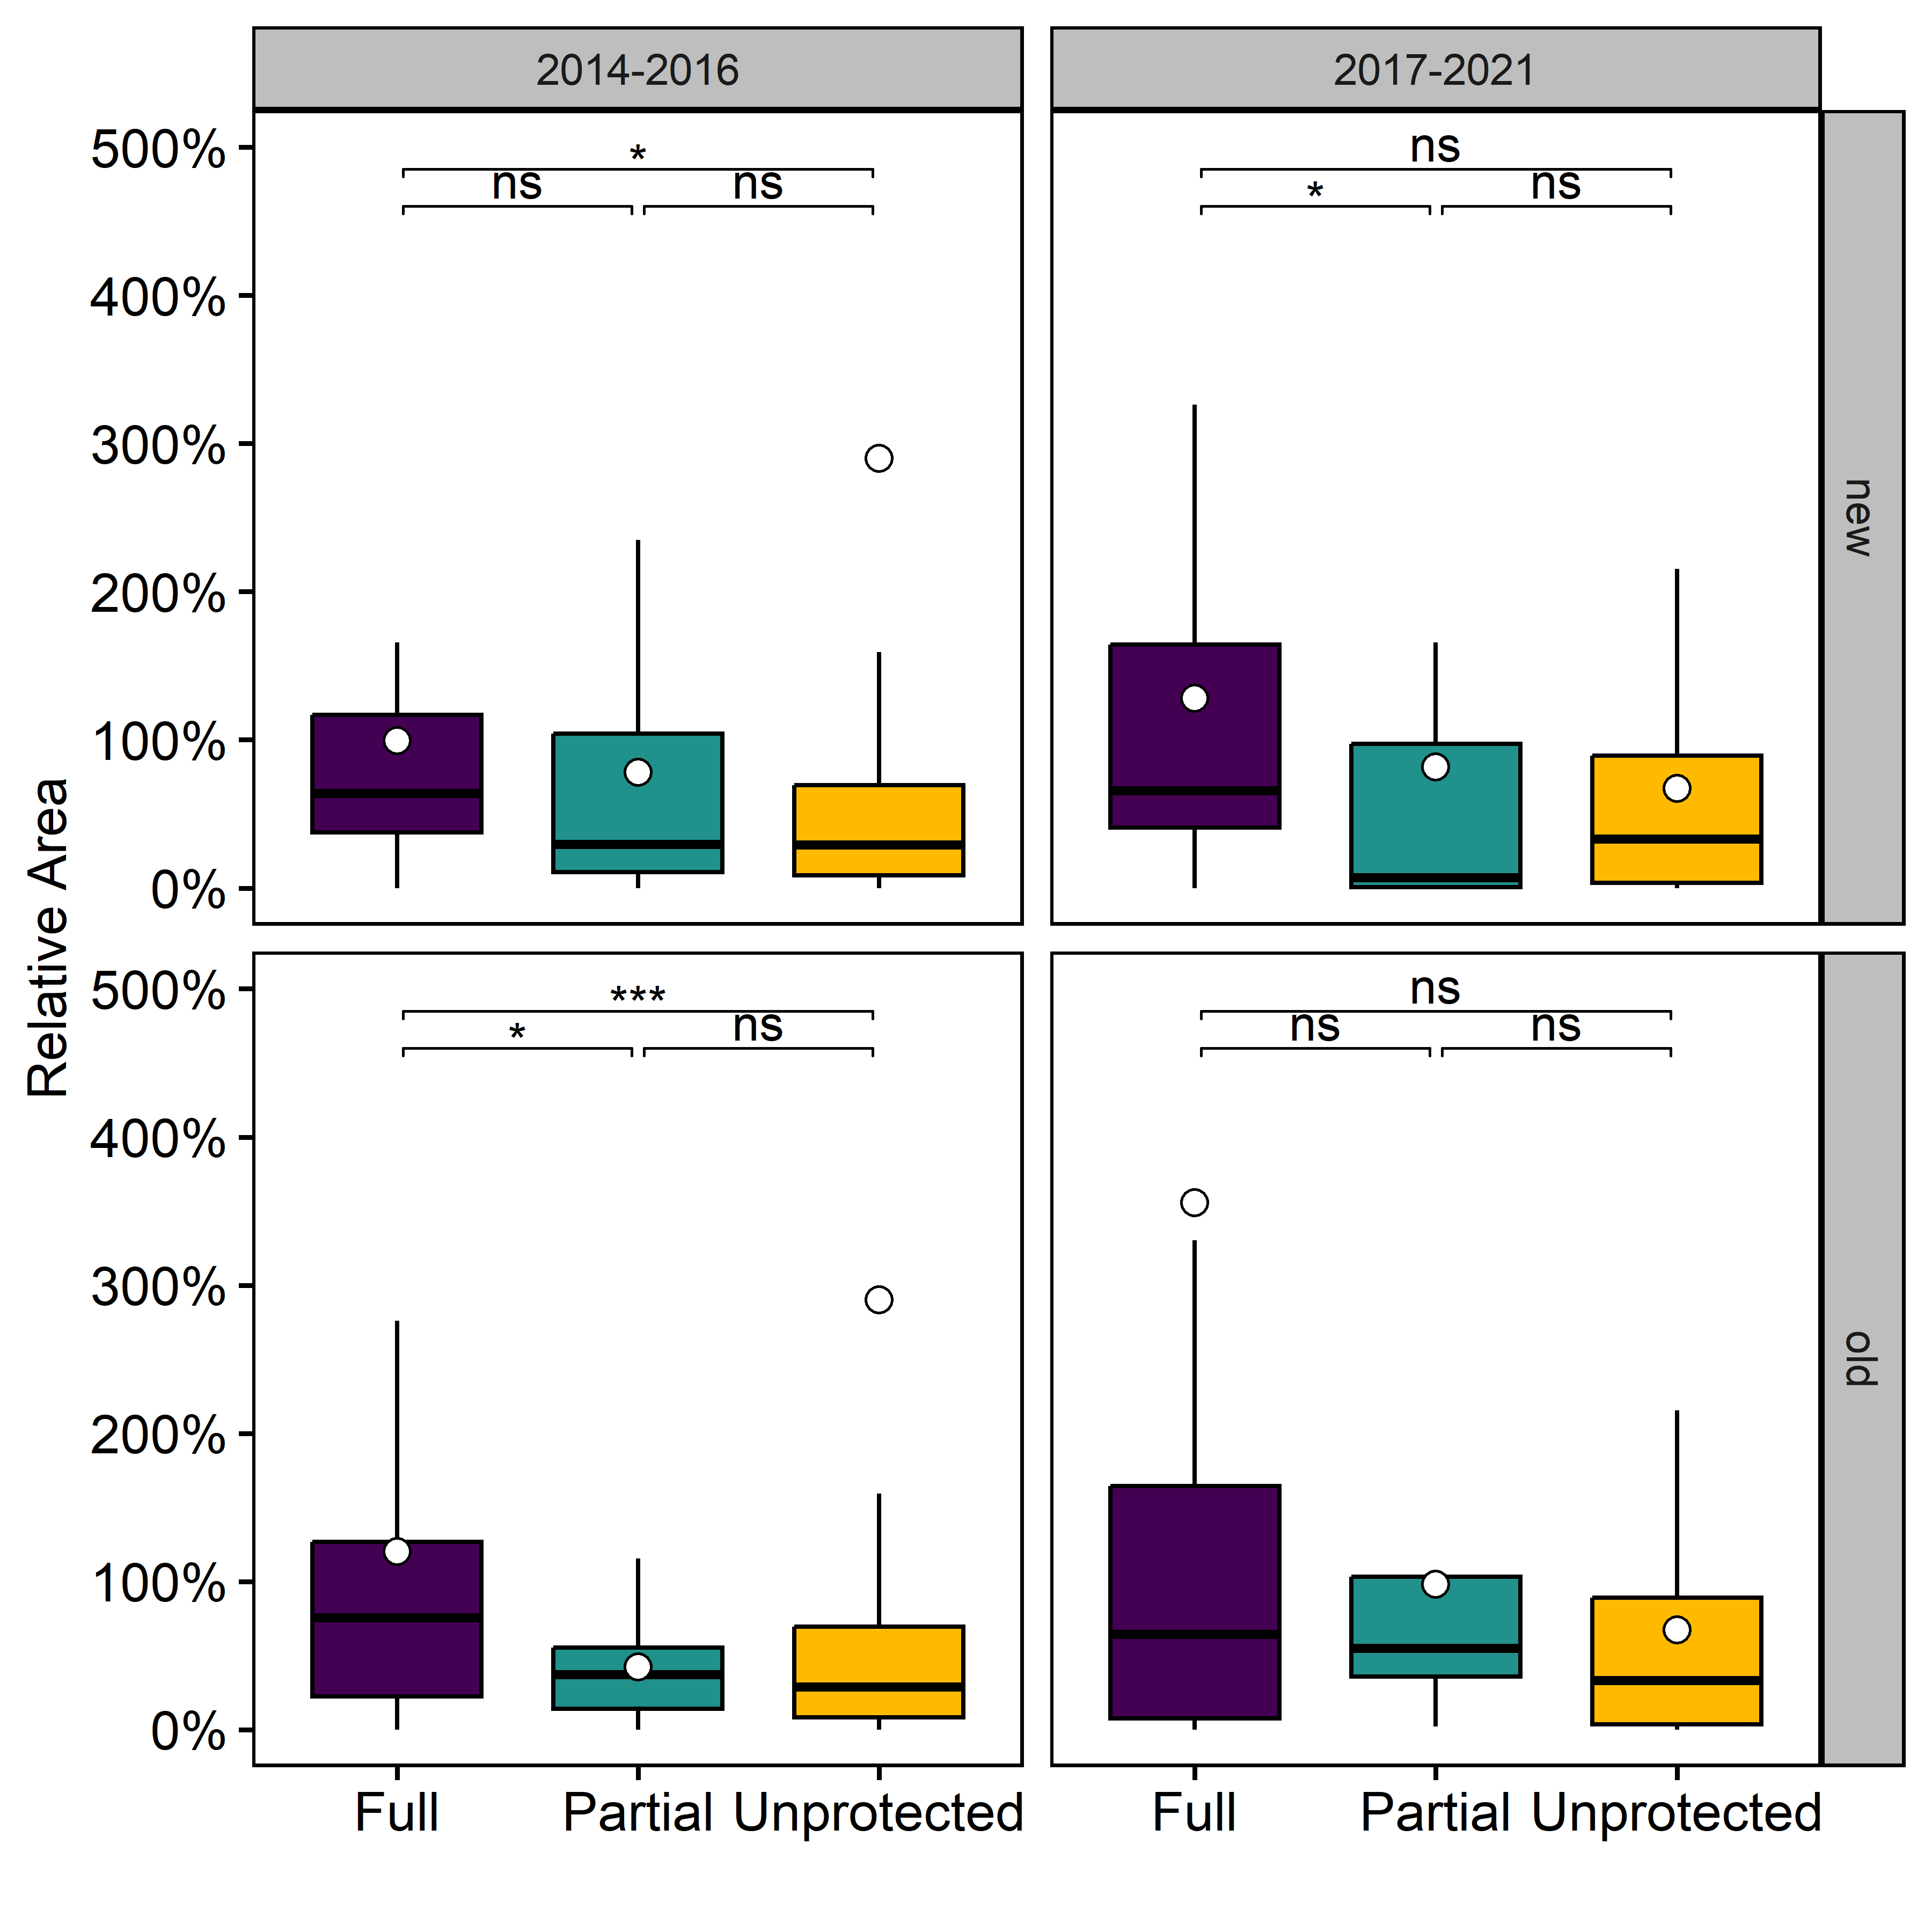 2014-2016
2017-2021
Relative Area
500%
400%
300%
200%
100%
0%
*
ns
ns
ns
*
ns
new
500%
400%
300%
200%
100%
0%
***
*
ns
ns
ns
ns
old
Full
Partial
Unprotected
Full
Partial
Unprotected